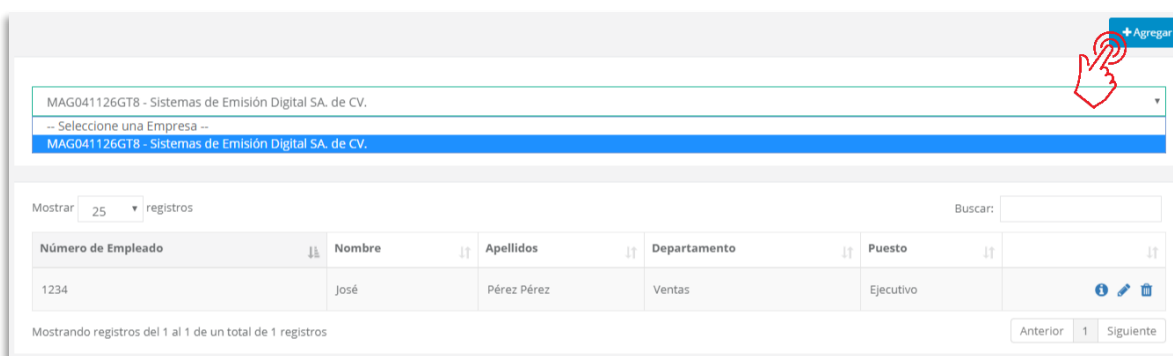 + Agregar
MAG041126GT8 - Sistemas de Emisión Digital SA. de CV.
-- Seleccione una Empresa --
MAG041126GT8 - Sistemas de Emisión Digital SA. de CV.
Mostrar 25 registros Buscar:
Número de Empleado Nombre Apellidos Departamento Puesto
1234 José Pérez Pérez Ventas Ejecutivo
Mostrando registros del 1 al 1 de un total de 1 registros Anterior 1 Siguiente